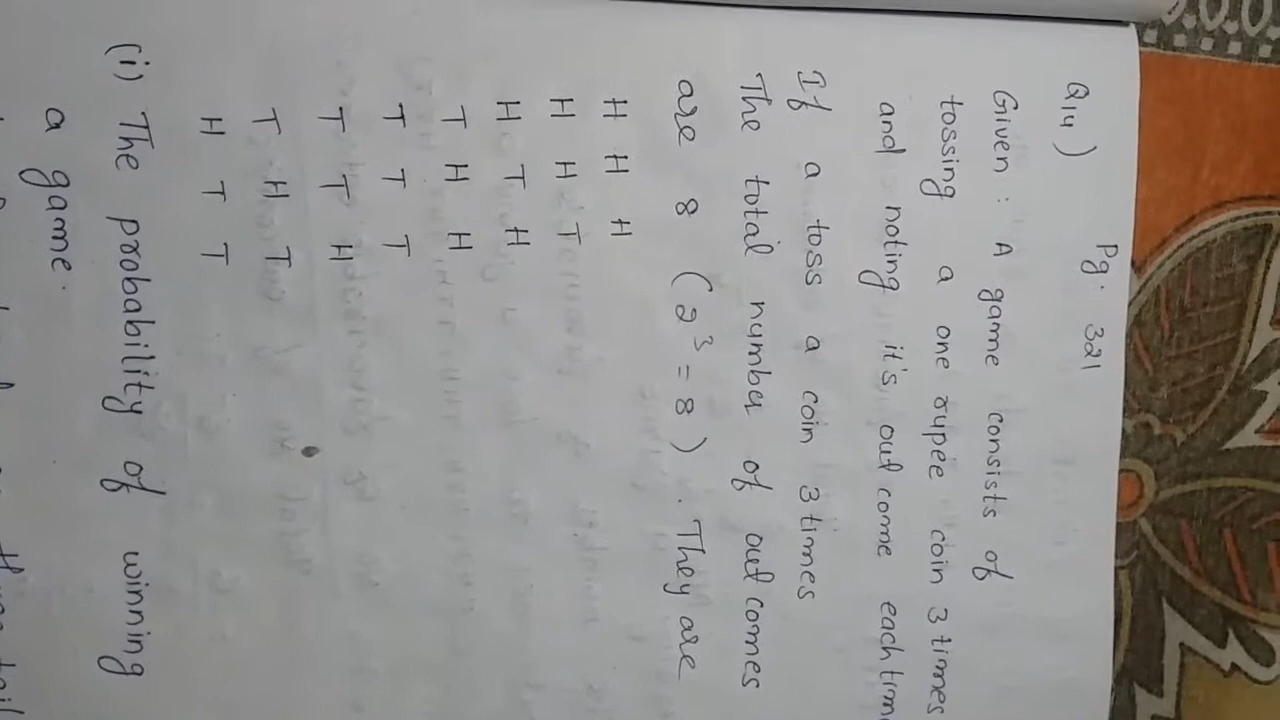 Q14) Pg. 321
Given : A game consists of
tossing a one rupee coin 3 times
and noting it's out come each time
If a toss a coin 3 times
The total number of out comes
are 8 (2³ = 8). They are
H H H
H H T
H T H
T H H
T T T
T T H
T H T
H T T
(i) The probability of winning
a game.